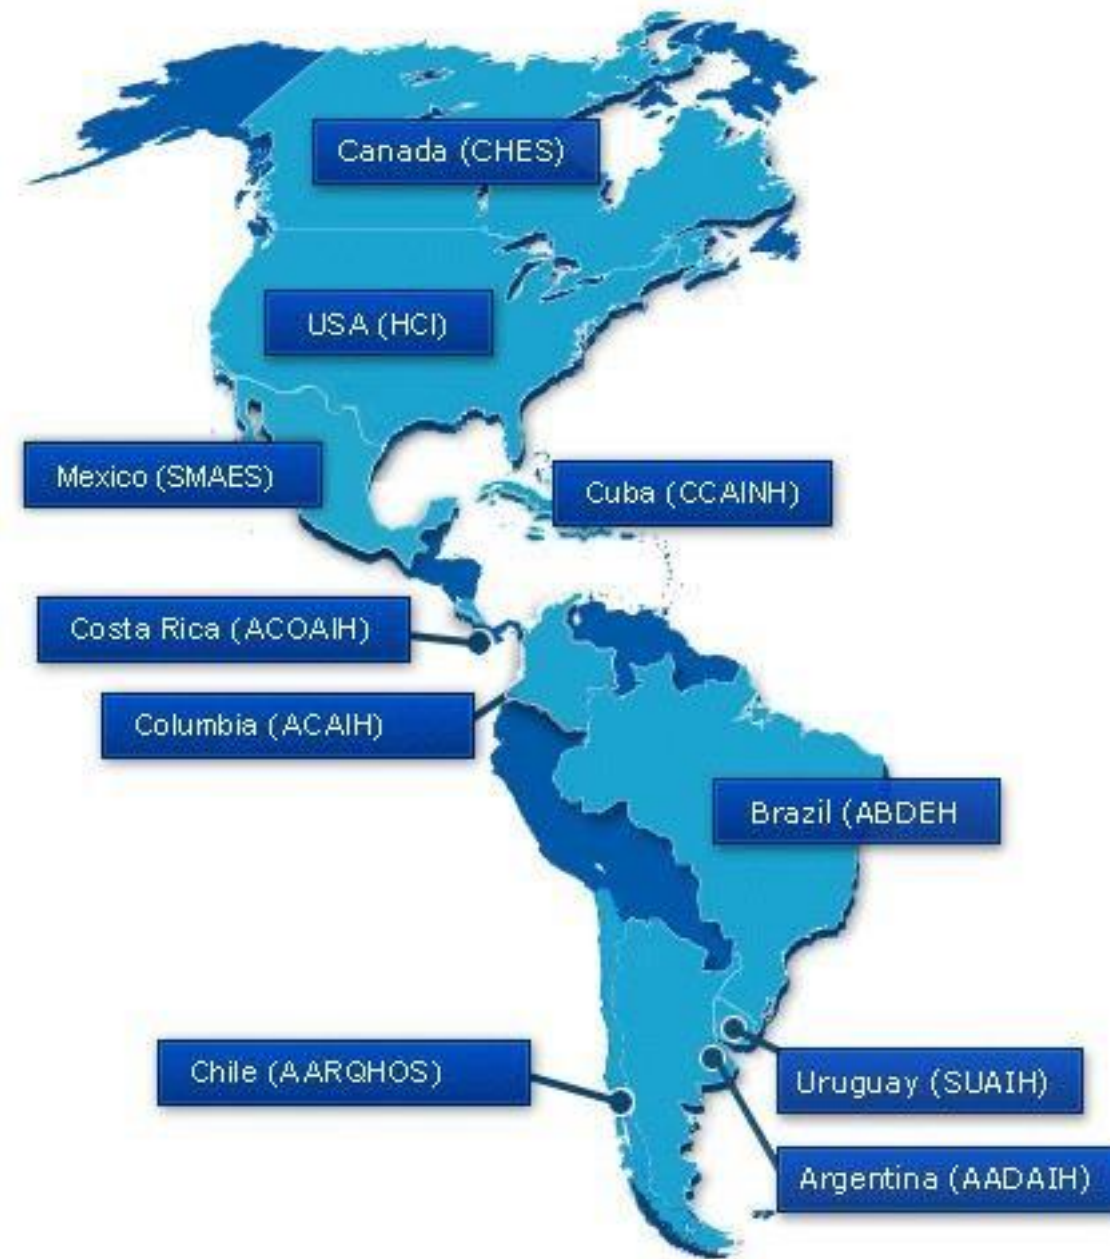 Canada (CHES)
USA (HCI)
Mexico (SMAES)
Cuba (CCAINH)
Costa Rica (ACOAIH)
Columbia (ACAIH)
Brazil (ABDEH
Chile (AARQHOS)
Uruguay (SUAIH)
Argentina (AADAIH)